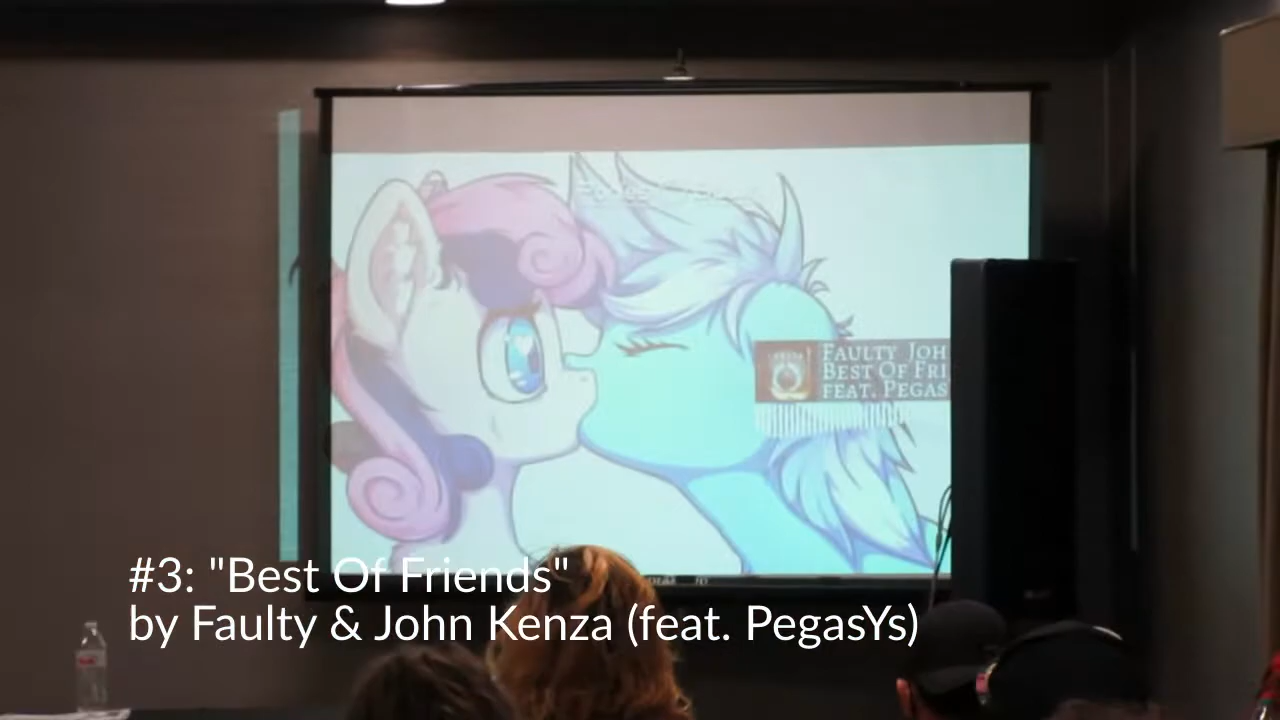 FAULTY JOH
BEST OF FRI
FEAT. PEGAS
#3: "Best Of Friends"
by Faulty & John Kenza (feat. PegasYs)